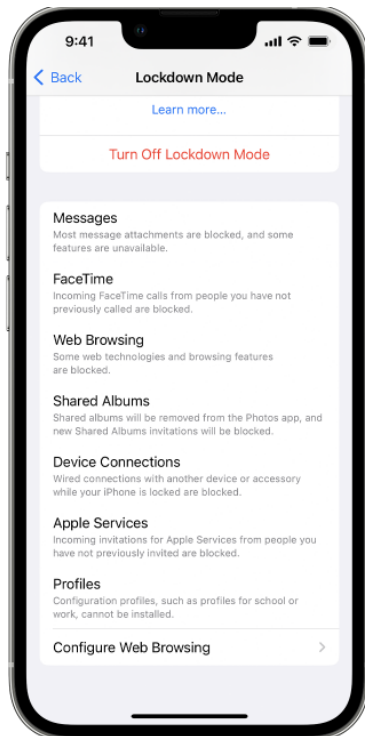 9:41
Back Lockdown Mode
Learn more...
Turn Off Lockdown Mode
Messages
Most message attachments are blocked, and some
features are unavailable.
FaceTime
Incoming FaceTime calls from people you have not
previously called are blocked.
Web Browsing
Some web technologies and browsing features
are blocked.
Shared Albums
Shared albums will be removed from the Photos app, and
new Shared Albums invitations will be blocked.
Device Connections
Wired connections with another device or accessory
while your iPhone is locked are blocked.
Apple Services
Incoming invitations for Apple Services from people you
have not previously invited are blocked.
Profiles
Configuration profiles, such as profiles for school or
work, cannot be installed.
Configure Web Browsing